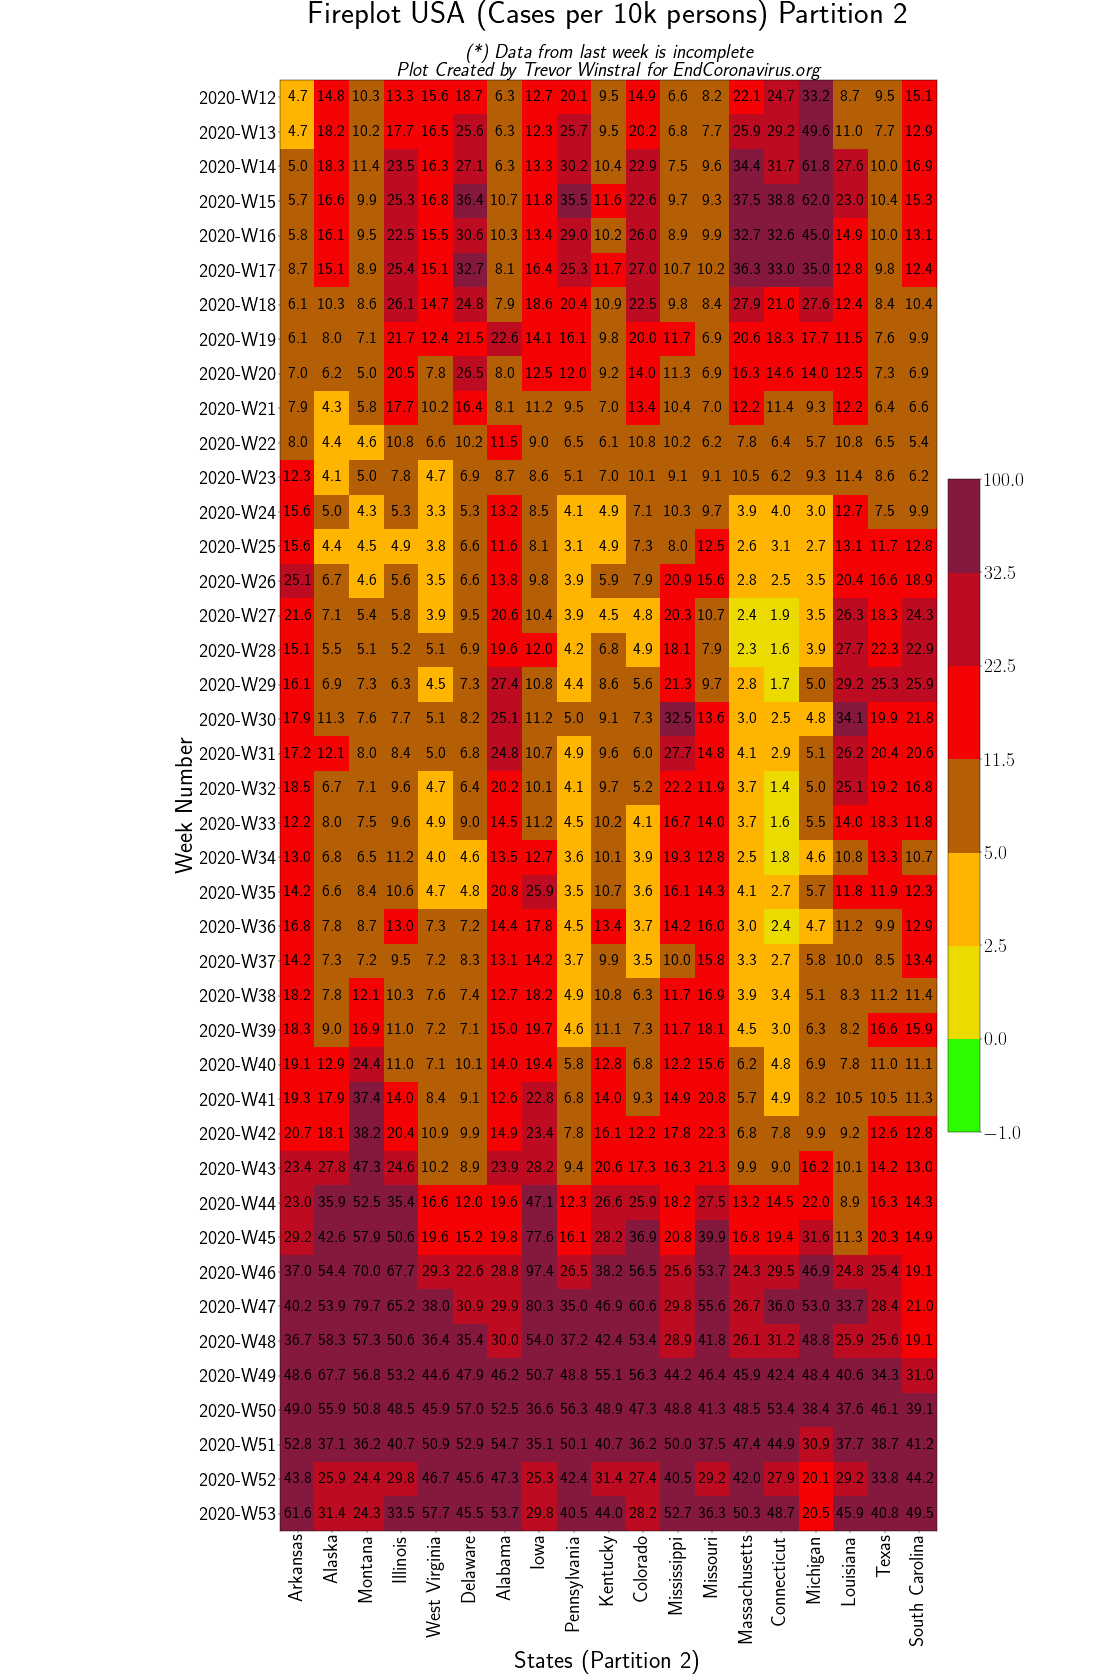 Fireplot USA (Cases per 10k persons) Partition 2
(*) Data from last week is incomplete
Plot Created by Trevor Winstral for EndCoronavirus.org
2020-W12 4.7 14.8 10.3 13.3 15.6 18.7 6.3 12.7 20.1 9.5 14.9 6.6 8.2 22.1 24.7 33.2 8.7 9.5 15.1
2020-W13 4.7 18.2 10.2 17.7 16.5 25.6 6.3 12.3 25.7 9.5 20.2 6.8 7.7 25.9 29.2 49.6 11.0 7.7 12.9
2020-W14 5.0 18.3 11.4 23.5 16.3 27.1 6.3 13.3 30.2 10.4 22.9 7.5 9.6 34.4 31.7 61.8 27.6 10.0 16.9
2020-W15 5.7 16.6 9.9 25.3 16.8 36.4 10.7 11.8 35.5 11.6 22.6 9.7 9.3 37.5 38.8 62.0 23.0 10.4 15.3
2020-W16 5.8 16.1 9.5 22.5 15.5 30.6 10.3 13.4 29.0 10.2 26.0 8.9 9.9 32.7 32.6 45.0 14.9 10.0 13.1
2020-W17 8.7 15.1 8.9 25.4 15.1 32.7 8.1 16.4 25.3 11.7 27.0 10.7 10.2 36.3 33.0 35.0 12.8 9.8 12.4
2020-W18 6.1 10.3 8.6 26.1 14.7 24.8 7.9 18.6 20.4 10.9 22.5 9.8 8.4 27.9 21.0 27.6 12.4 8.4 10.4
2020-W19 6.1 8.0 7.1 21.7 12.4 21.5 22.6 14.1 16.1 9.8 20.0 11.7 6.9 20.6 18.3 17.7 11.5 7.6 9.9
2020-W20 7.0 6.2 5.0 20.5 7.8 26.5 8.0 12.5 12.0 9.2 14.0 11.3 6.9 16.3 14.6 14.0 12.5 7.3 6.9
2020-W21 7.9 4.3 5.8 17.7 10.2 16.4 8.1 11.2 9.5 7.0 13.4 10.4 7.0 12.2 11.4 9.3 12.2 6.4 6.6
2020-W22 8.0 4.4 4.6 10.8 6.6 10.2 11.5 9.0 6.5 6.1 10.8 10.2 6.2 7.8 6.4 5.7 10.8 6.5 5.4
2020-W23 12.3 4.1 5.0 7.8 4.7 6.9 8.7 8.6 5.1 7.0 10.1 9.1 9.1 10.5 6.2 9.3 11.4 8.6 6.2
2020-W24 15.6 5.0 4.3 5.3 3.3 5.3 13.2 8.5 4.1 4.9 7.1 10.3 9.7 3.9 4.0 3.0 12.7 7.5 9.9
2020-W25 15.6 4.4 4.5 4.9 3.8 6.6 11.6 8.1 3.1 4.9 7.3 8.0 12.5 2.6 3.1 2.7 13.1 11.7 12.8
2020-W26 25.1 6.7 4.6 5.6 3.5 6.6 13.8 9.8 3.9 5.9 7.9 20.9 15.6 2.8 2.5 3.5 20.4 16.6 18.9
2020-W27 21.6 7.1 5.4 5.8 3.9 9.5 20.6 10.4 3.9 4.5 4.8 20.3 10.7 2.4 1.9 3.5 26.3 18.3 24.3
2020-W28 15.1 5.5 5.1 5.2 5.1 6.9 19.6 12.0 4.2 6.8 4.9 18.1 7.9 2.3 1.6 3.9 27.7 22.3 22.9
2020-W29 16.1 6.9 7.3 6.3 4.5 7.3 27.4 10.8 4.4 8.6 5.6 21.3 9.7 2.8 1.7 5.0 29.2 25.3 25.9
2020-W30 17.9 11.3 7.6 7.7 5.1 8.2 25.1 11.2 5.0 9.1 7.3 32.5 13.6 3.0 2.5 4.8 34.1 19.9 21.8
2020-W31 17.2 12.1 8.0 8.4 5.0 6.8 24.8 10.7 4.9 9.6 6.0 27.7 14.8 4.1 2.9 5.1 26.2 20.4 20.6
2020-W32 18.5 6.7 7.1 9.6 4.7 6.4 20.2 10.1 4.1 9.7 5.2 22.2 11.9 3.7 1.4 5.0 25.1 19.2 16.8
2020-W33 12.2 8.0 7.5 9.6 4.9 9.0 14.5 11.2 4.5 10.2 4.1 16.7 14.0 3.7 1.6 5.5 14.0 18.3 11.8
2020-W34 13.0 6.8 6.5 11.2 4.0 4.6 13.5 12.7 3.6 10.1 3.9 19.3 12.8 2.5 1.8 4.6 10.8 13.3 10.7
2020-W35 14.2 6.6 8.4 10.6 4.7 4.8 20.8 25.9 3.5 10.7 3.6 16.1 14.3 4.1 2.7 5.7 11.8 11.9 12.3
2020-W36 16.8 7.8 8.7 13.0 7.3 7.2 14.4 17.8 4.5 13.4 3.7 14.2 16.0 3.0 2.4 4.7 11.2 9.9 12.9
2020-W37 14.2 7.3 7.2 9.5 7.2 8.3 13.1 14.2 3.7 9.9 3.5 10.0 15.8 3.3 2.7 5.8 10.0 8.5 13.4
2020-W38 18.2 7.8 12.1 10.3 7.6 7.4 12.7 18.2 4.9 10.8 6.3 11.7 16.9 3.9 3.4 5.1 8.3 11.2 11.4
2020-W39 18.3 9.0 16.9 11.0 7.2 7.1 15.0 19.7 4.6 11.1 7.3 11.7 18.1 4.5 3.0 6.3 8.2 16.6 15.9
2020-W40 19.1 12.9 24.4 11.0 7.1 10.1 14.0 19.4 5.8 12.8 6.8 12.2 15.6 6.2 4.8 6.9 7.8 11.0 11.1
2020-W41 19.3 17.9 37.4 14.0 8.4 9.1 12.6 22.8 6.8 14.0 9.3 14.9 20.8 5.7 4.9 8.2 10.5 10.5 11.3
2020-W42 20.7 18.1 38.2 20.4 10.9 9.9 14.9 23.4 7.8 16.1 12.2 17.8 22.3 6.8 7.8 9.9 9.2 12.6 12.8
2020-W43 23.4 27.8 47.3 24.6 10.2 8.9 23.9 28.2 9.4 20.6 17.3 16.3 21.3 9.9 9.0 16.2 10.1 14.2 13.0
2020-W44 23.0 35.9 52.5 35.4 16.6 12.0 19.6 47.1 12.3 26.6 25.9 18.2 27.5 13.2 14.5 22.0 8.9 16.3 14.3
2020-W45 29.2 42.6 57.9 50.6 19.6 15.2 19.8 77.6 16.1 28.2 36.9 20.8 39.9 16.8 19.4 31.6 11.3 20.3 14.9
2020-W46 37.0 54.4 70.0 67.7 29.3 22.6 28.8 97.4 26.5 38.2 56.5 25.6 53.7 24.3 29.5 46.9 24.8 25.4 19.1
2020-W47 40.2 53.9 79.7 65.2 38.0 30.9 29.9 80.3 35.0 46.9 60.6 29.8 55.6 26.7 36.0 53.0 33.7 28.4 21.0
2020-W48 36.7 58.3 57.3 50.6 36.4 35.4 30.0 54.0 37.2 42.4 53.4 28.9 41.8 26.1 31.2 48.8 25.9 25.6 19.1
2020-W49 48.6 67.7 56.8 53.2 44.6 47.9 46.2 50.7 48.8 55.1 56.3 44.2 46.4 45.9 42.4 48.4 40.6 34.3 31.0
2020-W50 49.0 55.9 50.8 48.5 45.9 57.0 52.5 36.6 56.3 48.9 47.3 48.8 41.3 48.5 53.4 38.4 37.6 46.1 39.1
2020-W51 52.8 37.1 36.2 40.7 50.9 52.9 54.7 35.1 50.1 40.7 36.2 50.0 37.5 47.4 44.9 30.9 37.7 38.7 41.2
2020-W52 43.8 25.9 24.4 29.8 46.7 45.6 47.3 25.3 42.4 31.4 27.4 40.5 29.2 42.0 27.9 20.1 29.2 33.8 44.2
2020-W53 61.6 31.4 24.3 33.5 57.7 45.5 53.7 29.8 40.5 44.0 28.2 52.7 36.3 50.3 48.7 20.5 45.9 40.8 49.5
Week Number
Arkansas Alaska Montana Illinois West Virginia Delaware Alabama Iowa Pennsylvania Kentucky Colorado Mississippi Missouri Massachusetts Connecticut Michigan Louisiana Texas South Carolina
States (Partition 2)
100.0
32.5
22.5
11.5
5.0
2.5
0.0
−1.0